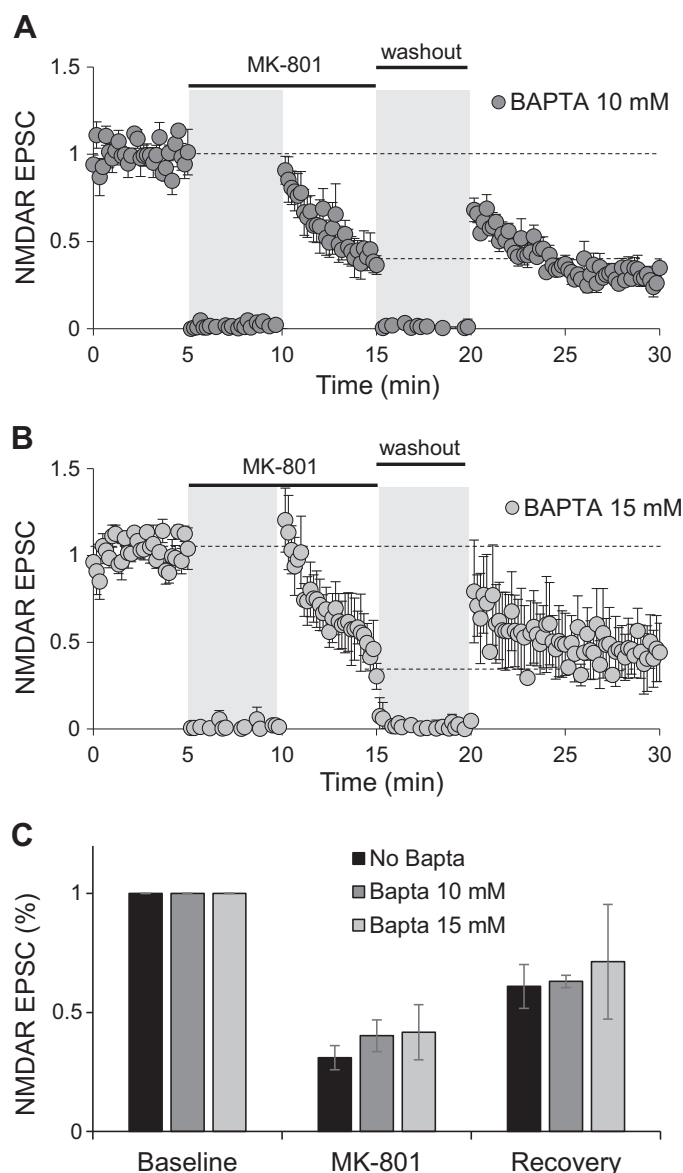 A
washout
MK-801
1.5
BAPTA 10 mM
1
NMDAR EPSC
0.5
0
0 5 10 15 20 25 30
Time (min)
B
washout
MK-801
1.5
BAPTA 15 mM
1
NMDAR EPSC
0.5
0
0 5 10 15 20 25 30
Time (min)
C
No Bapta
1
Bapta 10 mM
Bapta 15 mM
NMDAR EPSC (%)
0.5
0
Baseline MK-801 Recovery